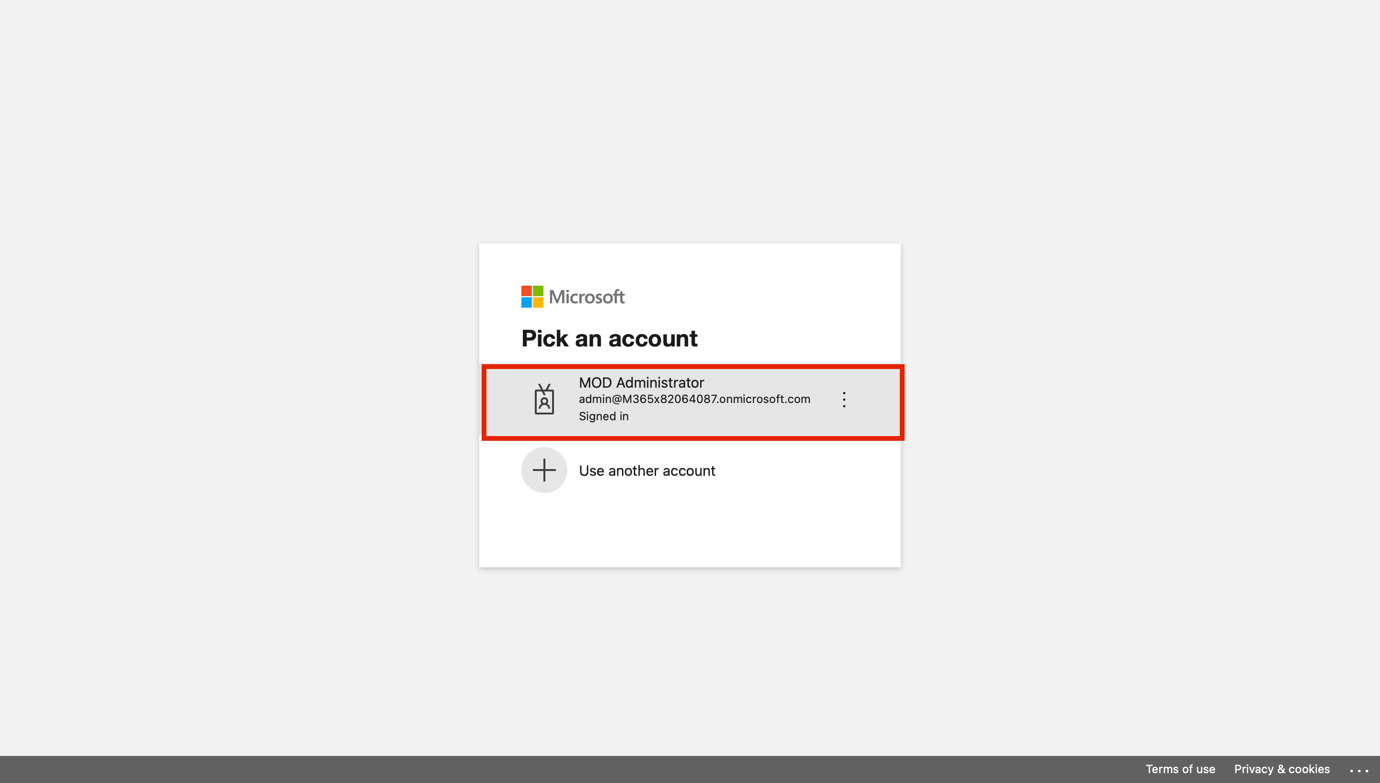 Microsoft
Pick an account
MOD Administrator
admin@M365x82064087.onmicrosoft.com
Signed in
Use another account
Terms of use Privacy & cookies ...